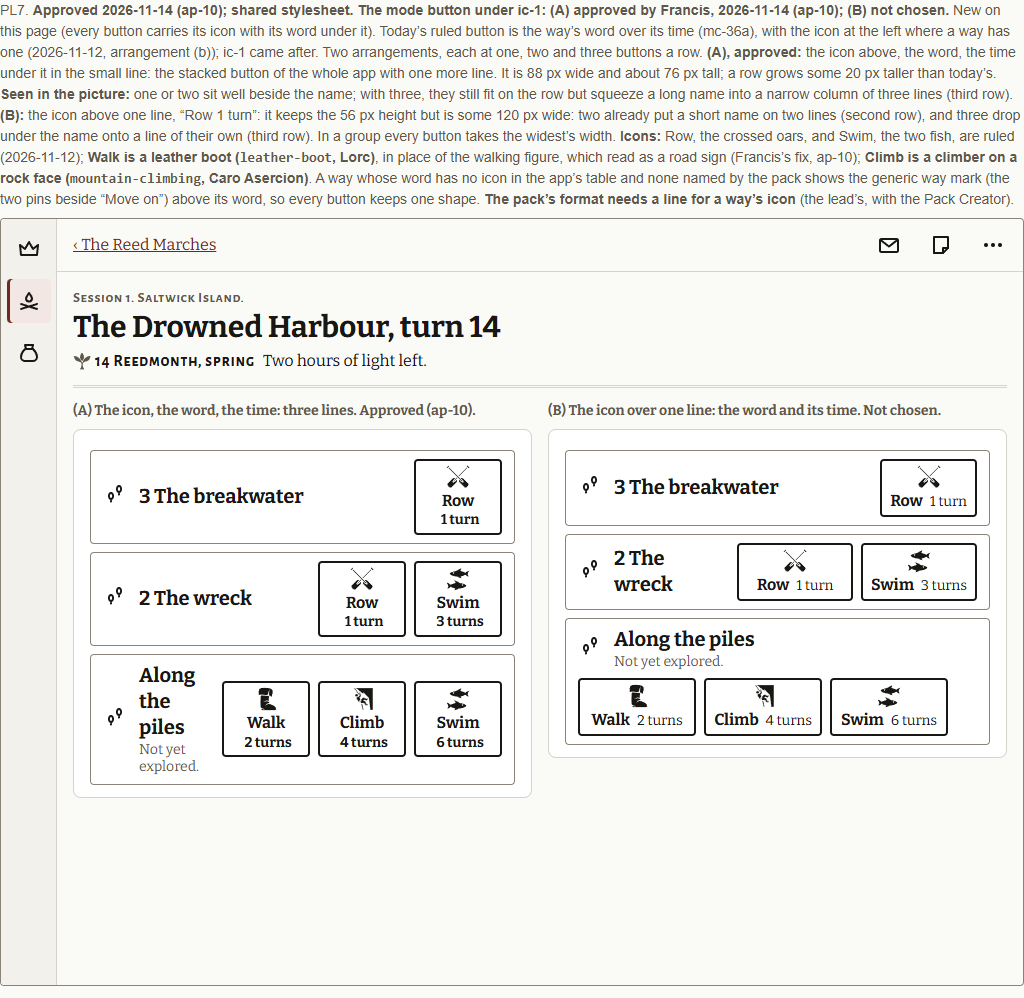 PL7. Approved 2026-11-14 (ap-10); shared stylesheet. The mode button under ic-1: (A) approved by Francis, 2026-11-14 (ap-10); (B) not chosen. New on
this page (every button carries its icon with its word under it). Today’s ruled button is the way’s word over its time (mc-36a), with the icon at the left where a way has
one (2026-11-12, arrangement (b)); ic-1 came after. Two arrangements, each at one, two and three buttons a row. (A), approved: the icon above, the word, the time
under it in the small line: the stacked button of the whole app with one more line. It is 88 px wide and about 76 px tall; a row grows some 20 px taller than today’s.
Seen in the picture: one or two sit well beside the name; with three, they still fit on the row but squeeze a long name into a narrow column of three lines (third row).
(B): the icon above one line, “Row 1 turn”: it keeps the 56 px height but is some 120 px wide: two already put a short name on two lines (second row), and three drop
under the name onto a line of their own (third row). In a group every button takes the widest’s width. Icons: Row, the crossed oars, and Swim, the two fish, are ruled
(2026-11-12); Walk is a leather boot (leather-boot, Lorc), in place of the walking figure, which read as a road sign (Francis’s fix, ap-10); Climb is a climber on a
rock face (mountain-climbing, Caro Asercion). A way whose word has no icon in the app’s table and none named by the pack shows the generic way mark (the
two pins beside “Move on”) above its word, so every button keeps one shape. The pack’s format needs a line for a way’s icon (the lead’s, with the Pack Creator).
‹ The Reed Marches
Session 1. Saltwick Island.
The Drowned Harbour, turn 14
14 Reedmonth, spring Two hours of light left.
(A) The icon, the word, the time: three lines. Approved (ap-10).
3 The breakwater
Row
1 turn
2 The wreck
Row
1 turn
Swim
3 turns
Along
the
piles
Not yet
explored.
Walk
2 turns
Climb
4 turns
Swim
6 turns
(B) The icon over one line: the word and its time. Not chosen.
3 The breakwater
Row 1 turn
2 The
wreck
Row 1 turn
Swim 3 turns
Along the piles
Not yet explored.
Walk 2 turns
Climb 4 turns
Swim 6 turns